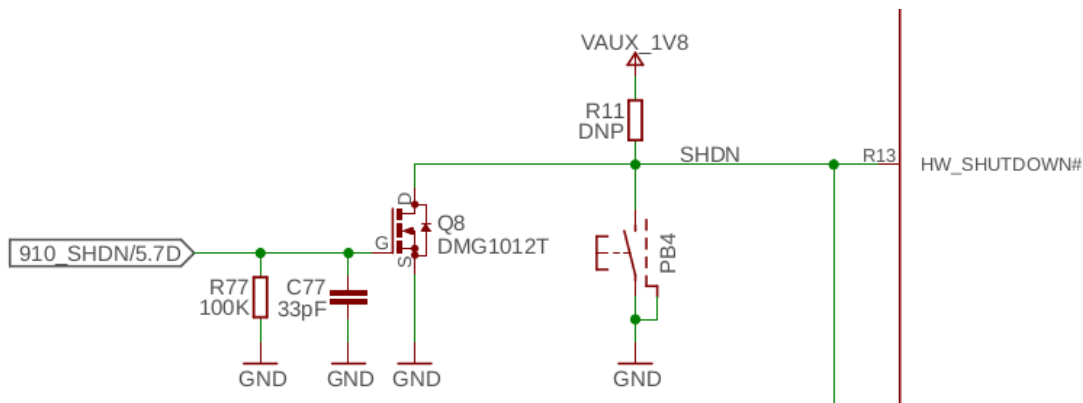 VAUX_1V8
R11
DNP
SHDN
R13
HW_SHUTDOWN#
D
Q8
G
DMG1012T
S
910_SHDN/5.7D
PB4
R77
100K
C77
33pF
GND
GND
GND
GND